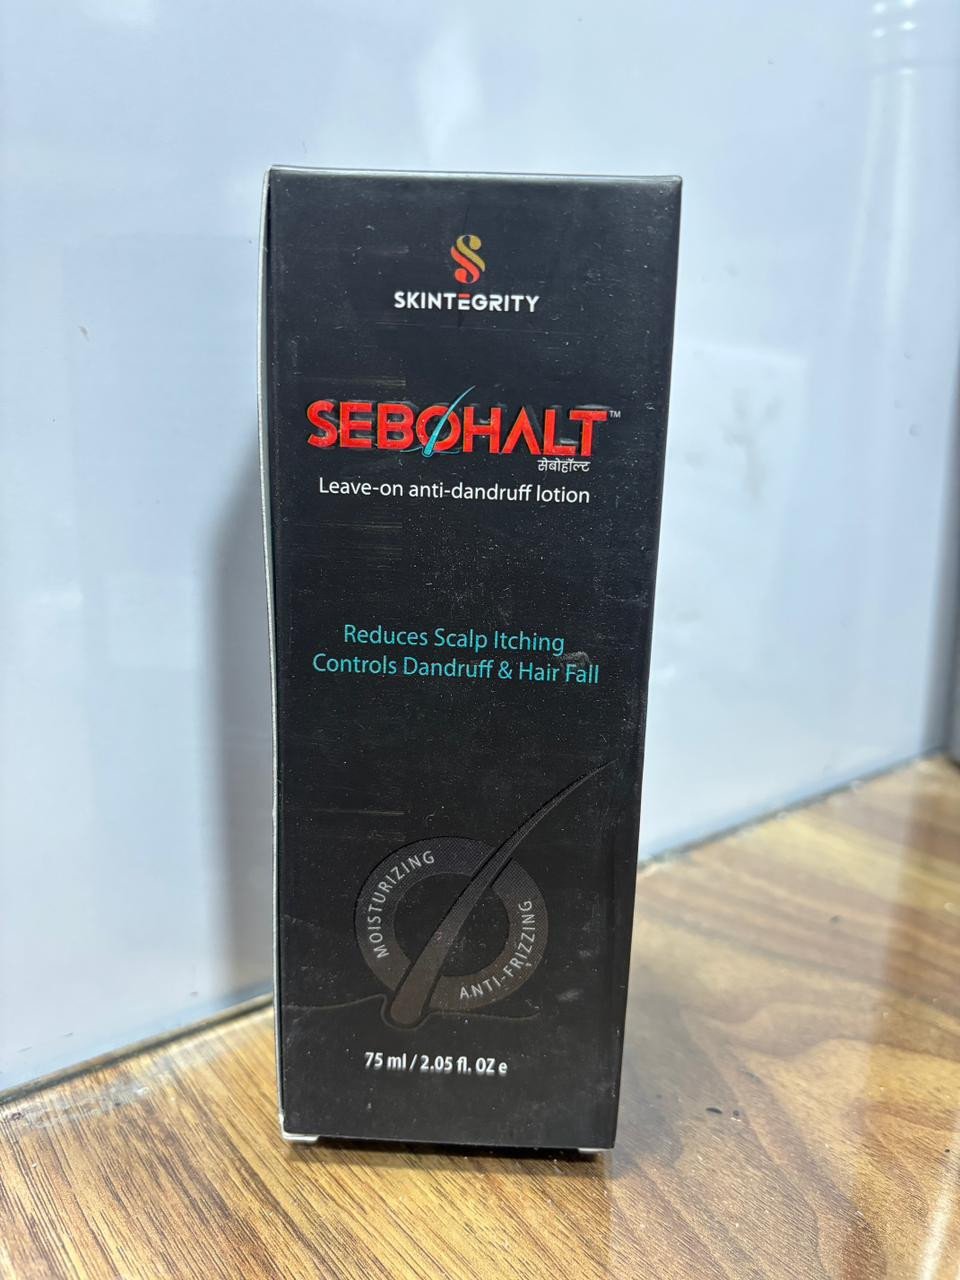 SKINTEGRITY
SEBOHALT™
सेबोहॉल्ट
Leave-on anti-dandruff lotion
Reduces Scalp Itching
Controls Dandruff & Hair Fall
MOISTURIZING
ANTI-FRIZZING
75 ml / 2.05 fl. OZ e